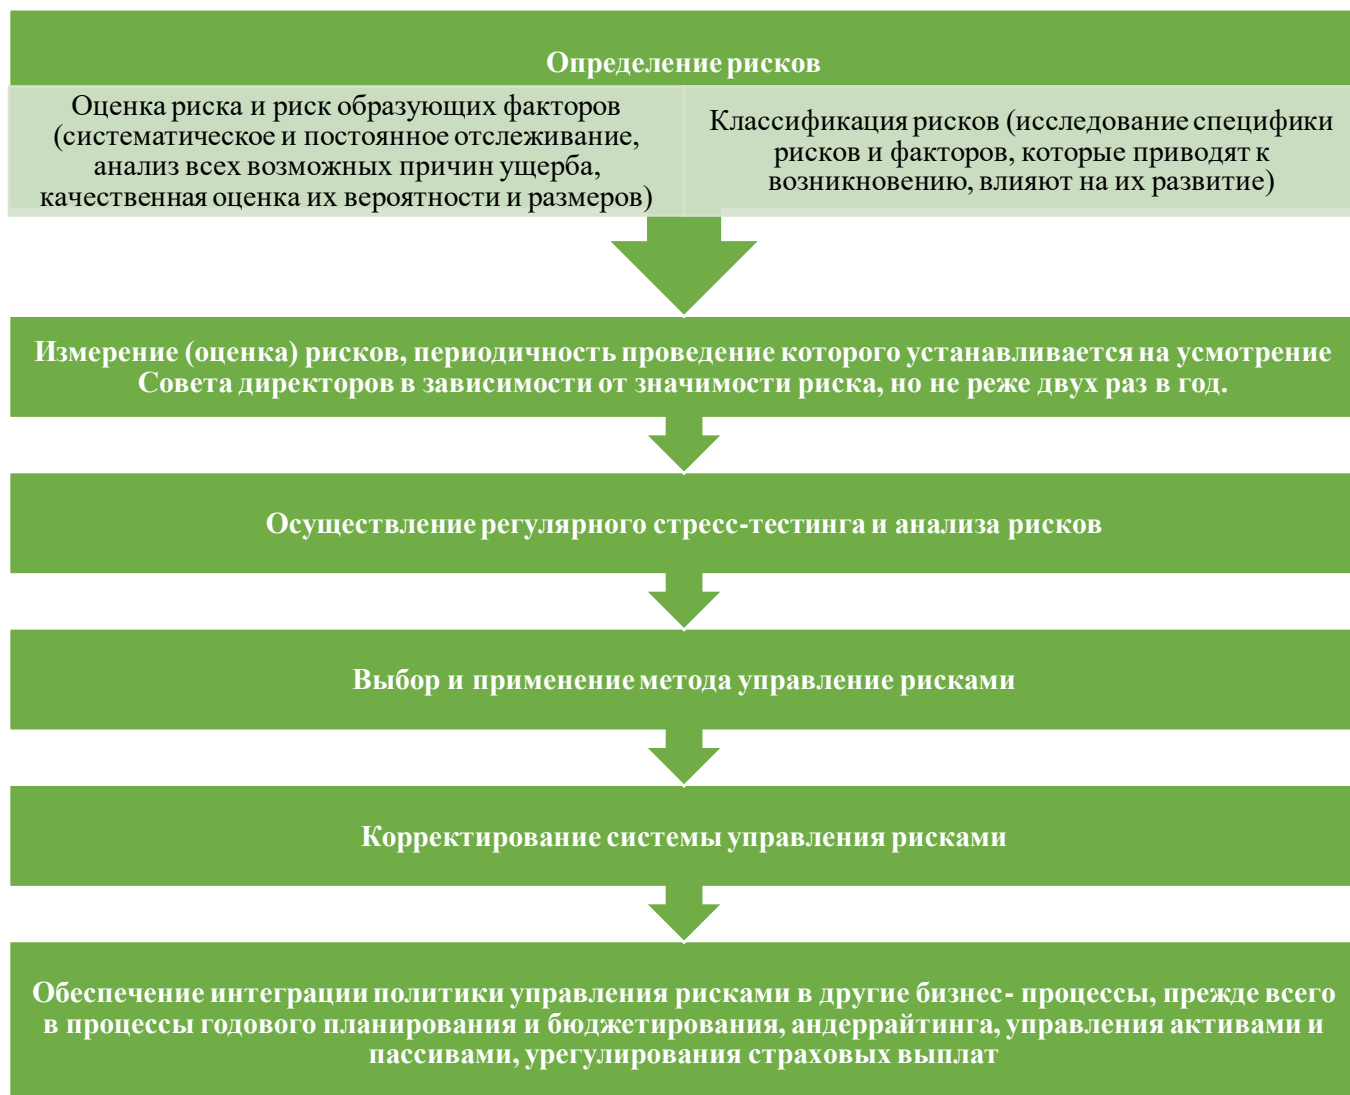 Определение рисков
Оценка риска и риск образующих факторов
(систематическое и постоянное отслеживание,
анализ всех возможных причин ущерба,
качественная оценка их вероятности и размеров)
Классификация рисков (исследование специфики
рисков и факторов, которые приводят к
возникновению, влияют на их развитие)
Измерение (оценка) рисков, периодичность проведение которого устанавливается на усмотрение
Совета директоров в зависимости от значимости риска, но не реже двух раз в год.
Осуществление регулярного стресс-тестинга и анализа рисков
Выбор и применение метода управление рисками
Корректирование системы управления рисками
Обеспечение интеграции политики управления рисками в другие бизнес- процессы, прежде всего
в процессы годового планирования и бюджетирования, андеррайтинга, управления активами и
пассивами, урегулирования страховых выплат